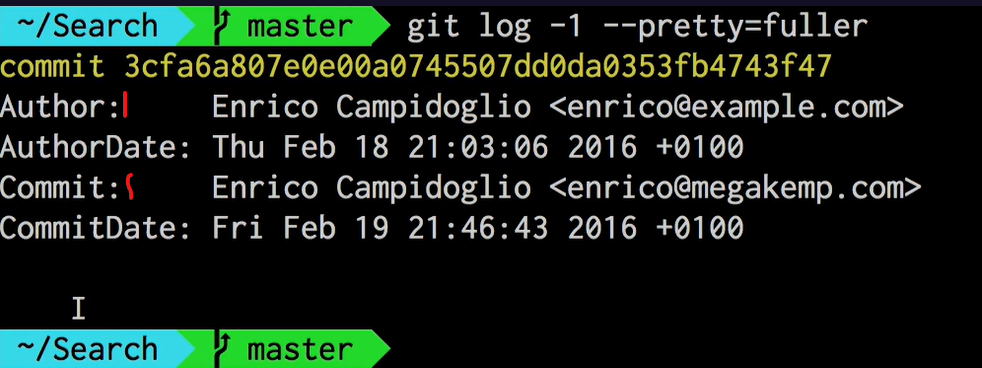 ~/Search master git log -1 --pretty=fuller
commit 3cfa6a807e0e00a0745507dd0da0353fb4743f47
Author: Enrico Campidoglio <enrico@example.com>
AuthorDate: Thu Feb 18 21:03:06 2016 +0100
Commit: Enrico Campidoglio <enrico@megakemp.com>
CommitDate: Fri Feb 19 21:46:43 2016 +0100
~/Search master